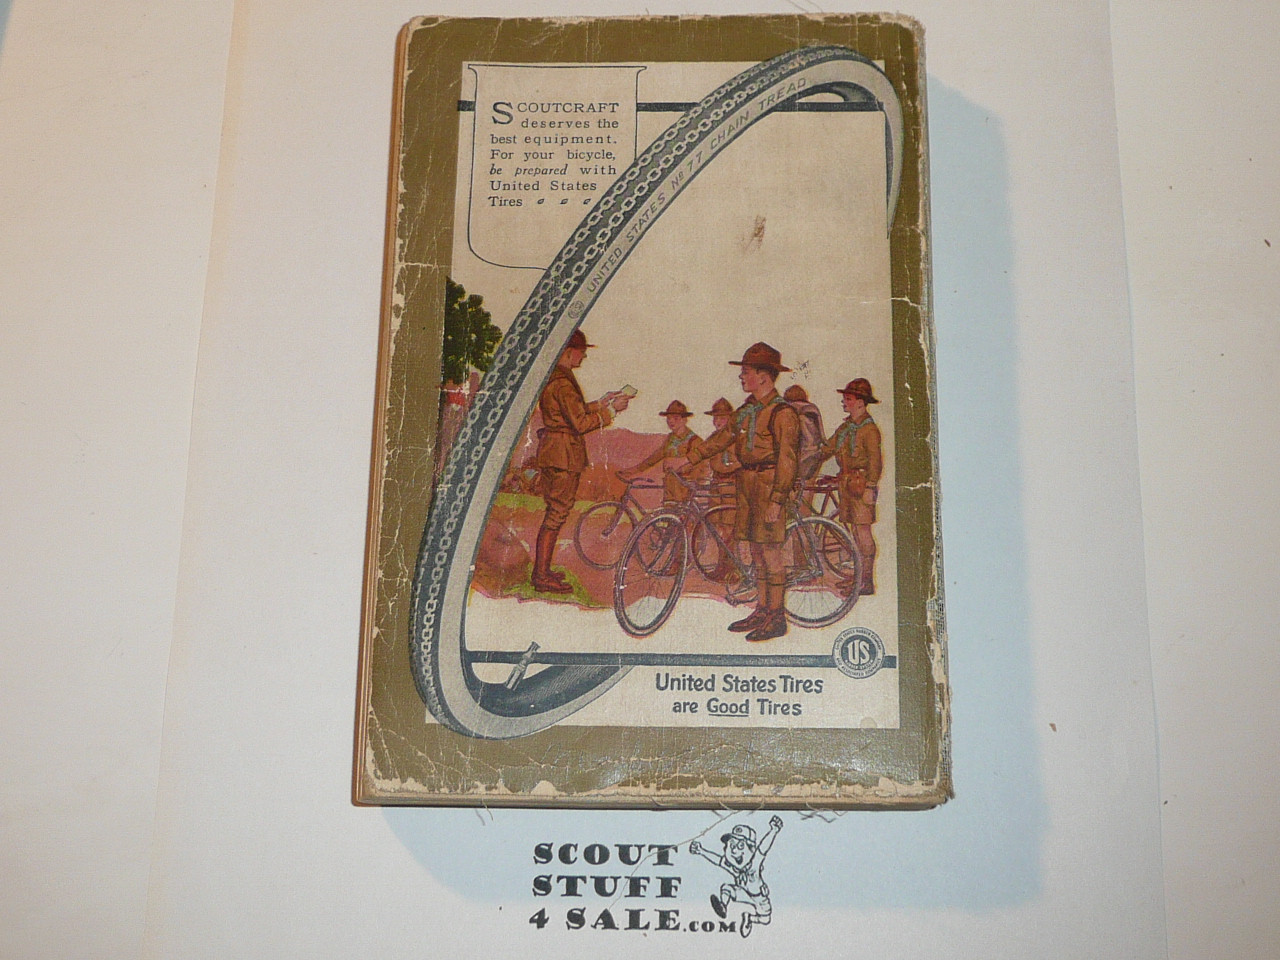 SCOUTCRAFT
deserves the
best equipment.
For your bicycle,
be prepared with
United States
Tires
UNITED STATES No 77 CHAIN TREAD
US
United States Tires
are Good Tires
SCOUT
STUFF
4 SALE.COM